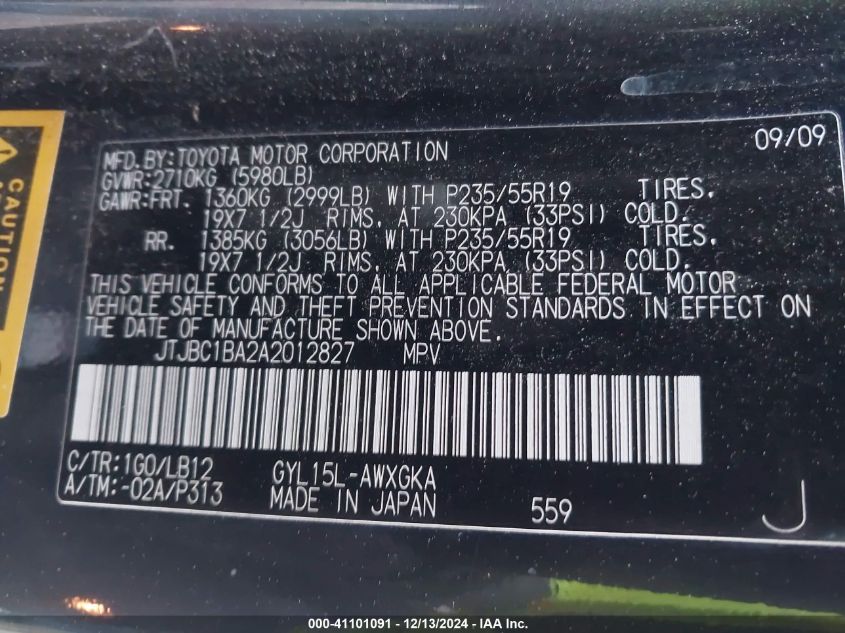 09/09
MFD.BY:TOYOTA MOTOR CORPORATION
GVWR:2710KG (5980LB)
GAWR:FRT. 1360KG (2999LB) WITH P235/55R19 TIRES.
19X7 1/2J RIMS, AT 230KPA (33PSI) COLD.
RR. 1385KG (3056LB) WITH P235/55R19 TIRES.
19X7 1/2J RIMS, AT 230KPA (33PSI) COLD.
THIS VEHICLE CONFORMS TO ALL APPLICABLE FEDERAL MOTOR
VEHICLE SAFETY AND THEFT PREVENTION STANDARDS IN EFFECT ON
THE DATE OF MANUFACTURE SHOWN ABOVE.
JTJBC1BA2A2012827 MPV
C/TR:1G0/LB12 GYL15L-AWXGKA
A/TM:-02A/P313 MADE IN JAPAN 559 J
CAUTION
000-41101091 - 12/13/2024 - IAA Inc.